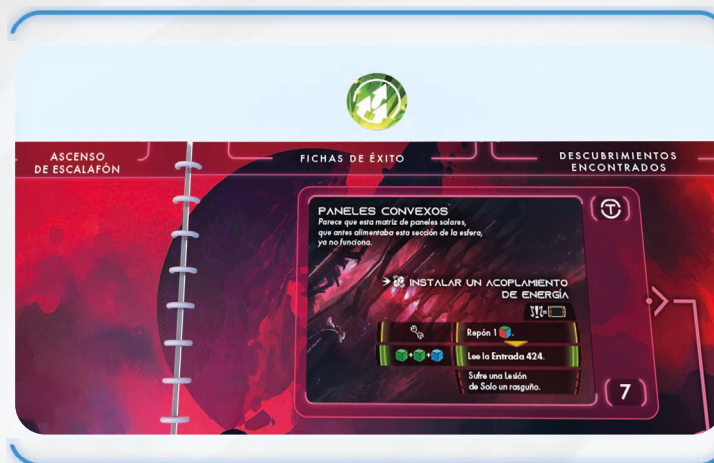 ASCENSO
DE ESCALAFÓN
FICHAS DE ÉXITO
DESCUBRIMIENTOS
ENCONTRADOS
PANELES CONVEXOS
Parece que esta matriz de paneles solares,
que antes alimentaba esta sección de la esfera,
ya no funciona.
INSTALAR UN ACOPLAMIENTO
DE ENERGÍA
Repón 1 .
+ +
Lee la Entrada 424.
Sufre una Lesión
de Solo un rasguño.
7